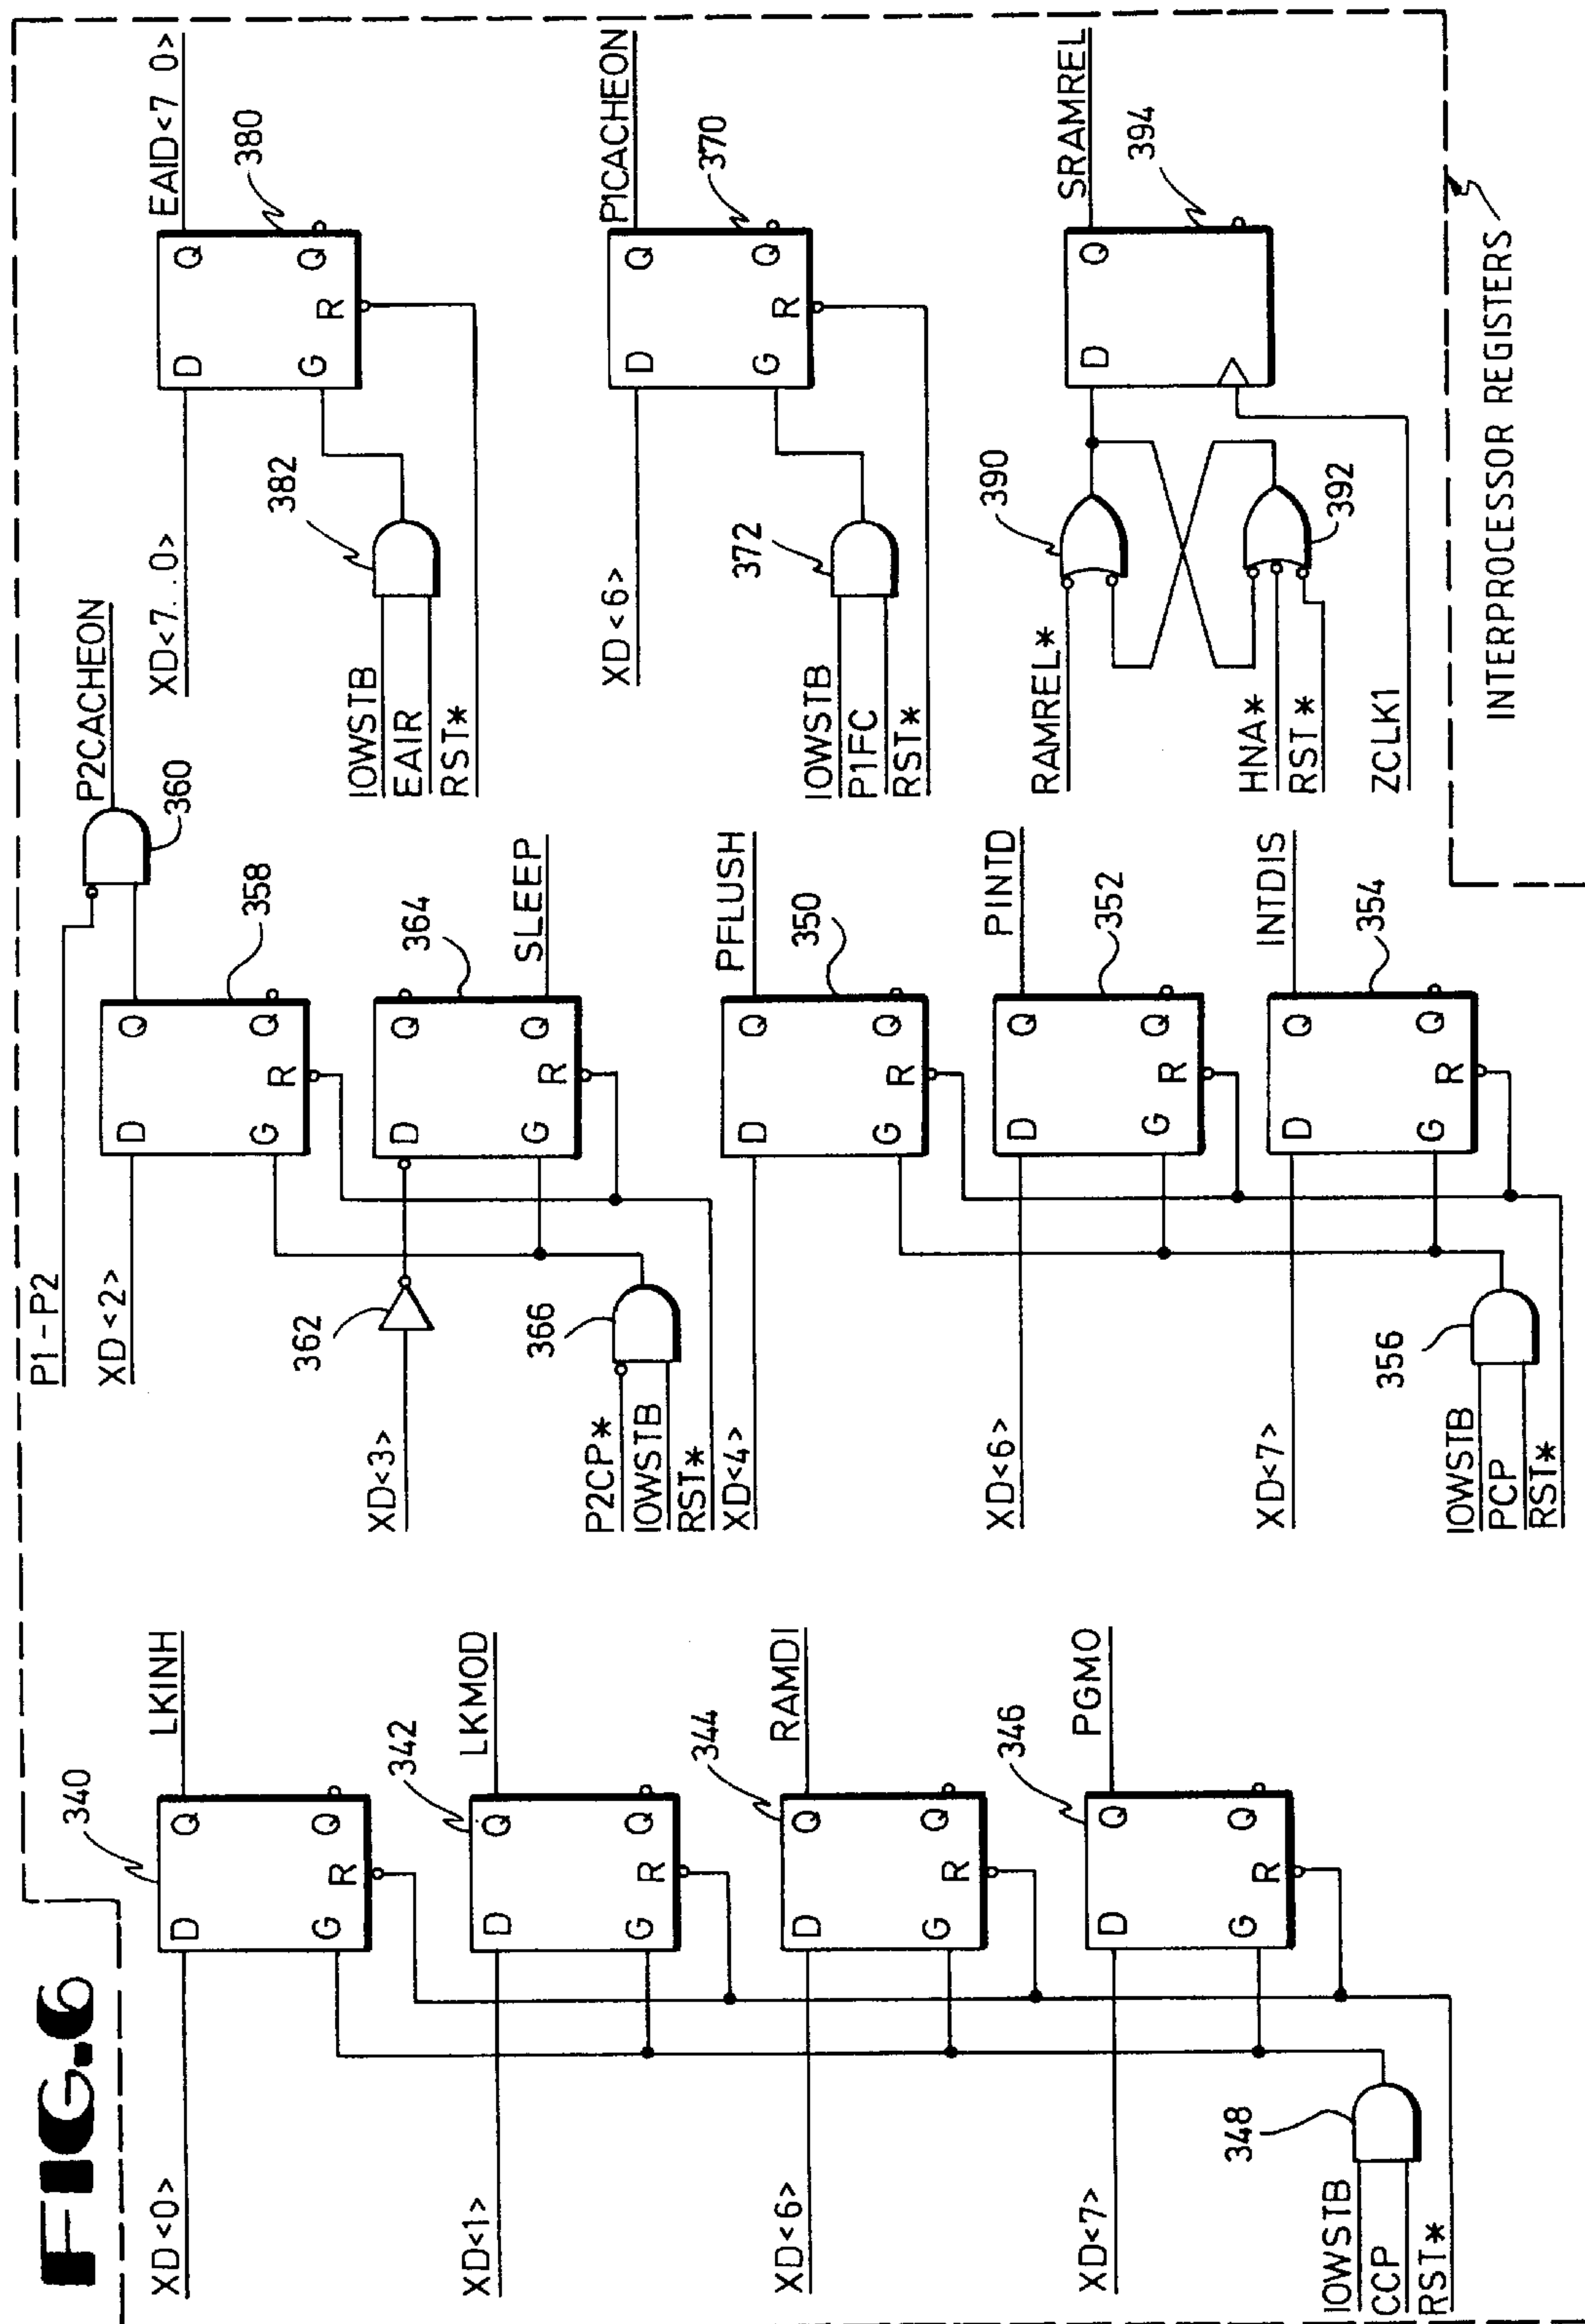 FIG.6
XD<0>
D
Q
G
R
Q
340
LKINH
XD<1>
D
Q
G
R
Q
342
LKMOD
XD<6>
D
Q
G
R
Q
344
RAMDI
XD<7>
D
Q
G
R
Q
346
PGMO
IOWSTB
CCP
RST*
348
P1-P2
P2CACHEON
360
XD<2>
D
Q
G
R
Q
358
XD<3>
362
D
Q
G
R
Q
364
SLEEP
P2CP*
IOWSTB
RST*
366
XD<4>
D
Q
G
R
Q
350
PFLUSH
XD<6>
D
Q
G
R
Q
352
PINTD
XD<7>
D
Q
G
R
Q
354
INTDIS
IOWSTB
PCP
RST*
356
XD<7..0>
D
Q
G
R
Q
380
EAID<7 0>
IOWSTB
EAIR
RST*
382
XD<6>
D
Q
G
R
Q
370
P1CACHEON
IOWSTB
P1FC
RST*
372
RAMREL*
390
HNA*
RST*
392
ZCLK1
D
Q
394
SRAMREL
INTERPROCESSOR REGISTERS